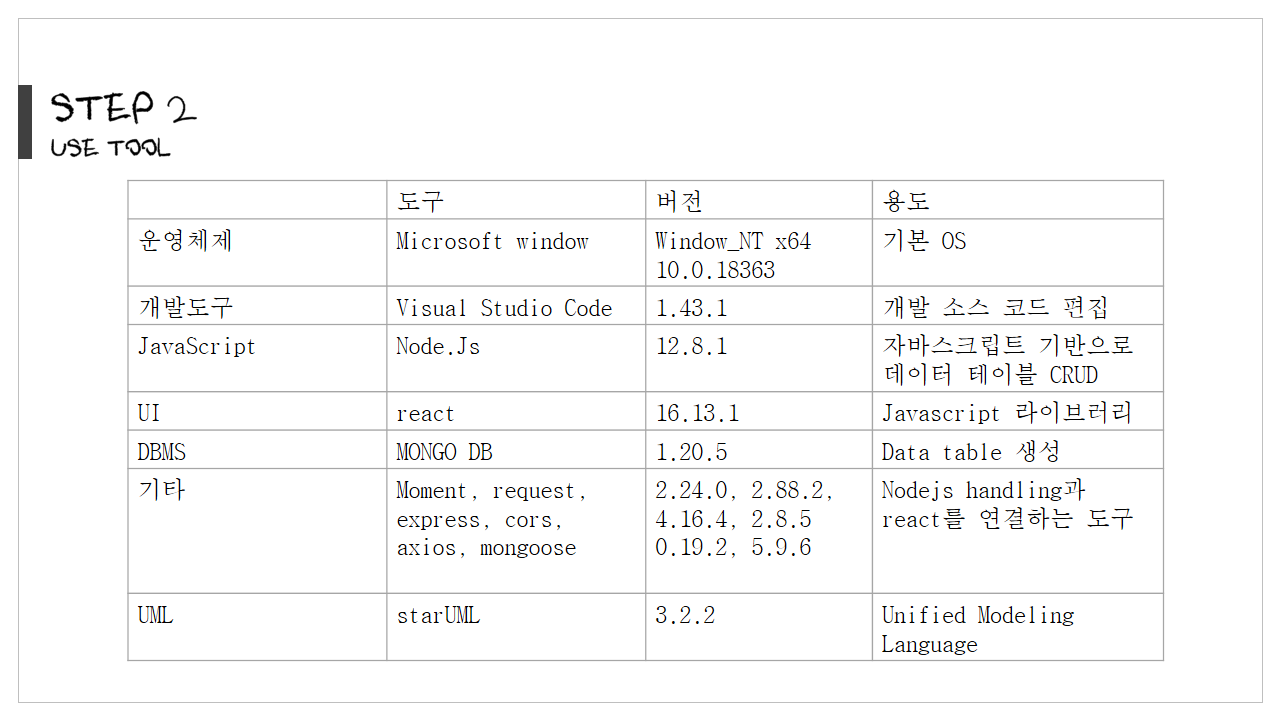 STEP 2
USE TOOL
도구 버전 용도
운영체제 Microsoft window Window_NT x64 기본 OS
10.0.18363
개발도구 Visual Studio Code 1.43.1 개발 소스 코드 편집
JavaScript Node.Js 12.8.1 자바스크립트 기반으로
데이터 테이블 CRUD
UI react 16.13.1 Javascript 라이브러리
DBMS MONGO DB 1.20.5 Data table 생성
기타 Moment, request, 2.24.0, 2.88.2, Nodejs handling과
express, cors, 4.16.4, 2.8.5 react를 연결하는 도구
axios, mongoose 0.19.2, 5.9.6
UML starUML 3.2.2 Unified Modeling
Language